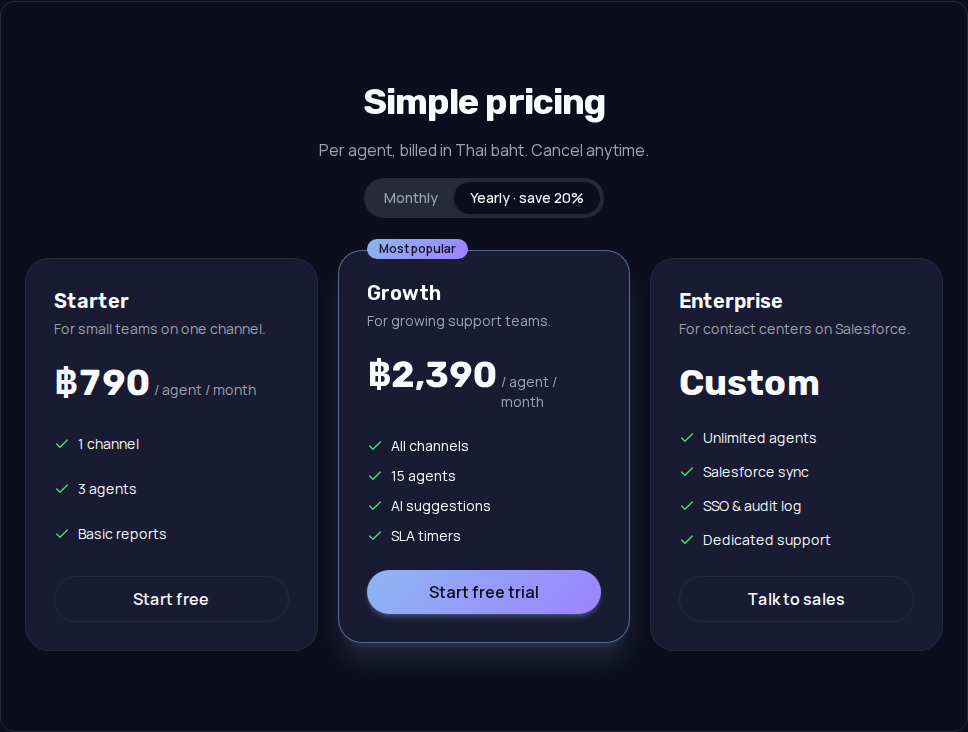 Simple pricing
Per agent, billed in Thai baht. Cancel anytime.
Monthly
Yearly · save 20%
Starter
For small teams on one channel.
฿790 / agent / month
1 channel
3 agents
Basic reports
Start free
Most popular
Growth
For growing support teams.
฿2,390 / agent /
month
All channels
15 agents
AI suggestions
SLA timers
Start free trial
Enterprise
For contact centers on Salesforce.
Custom
Unlimited agents
Salesforce sync
SSO & audit log
Dedicated support
Talk to sales